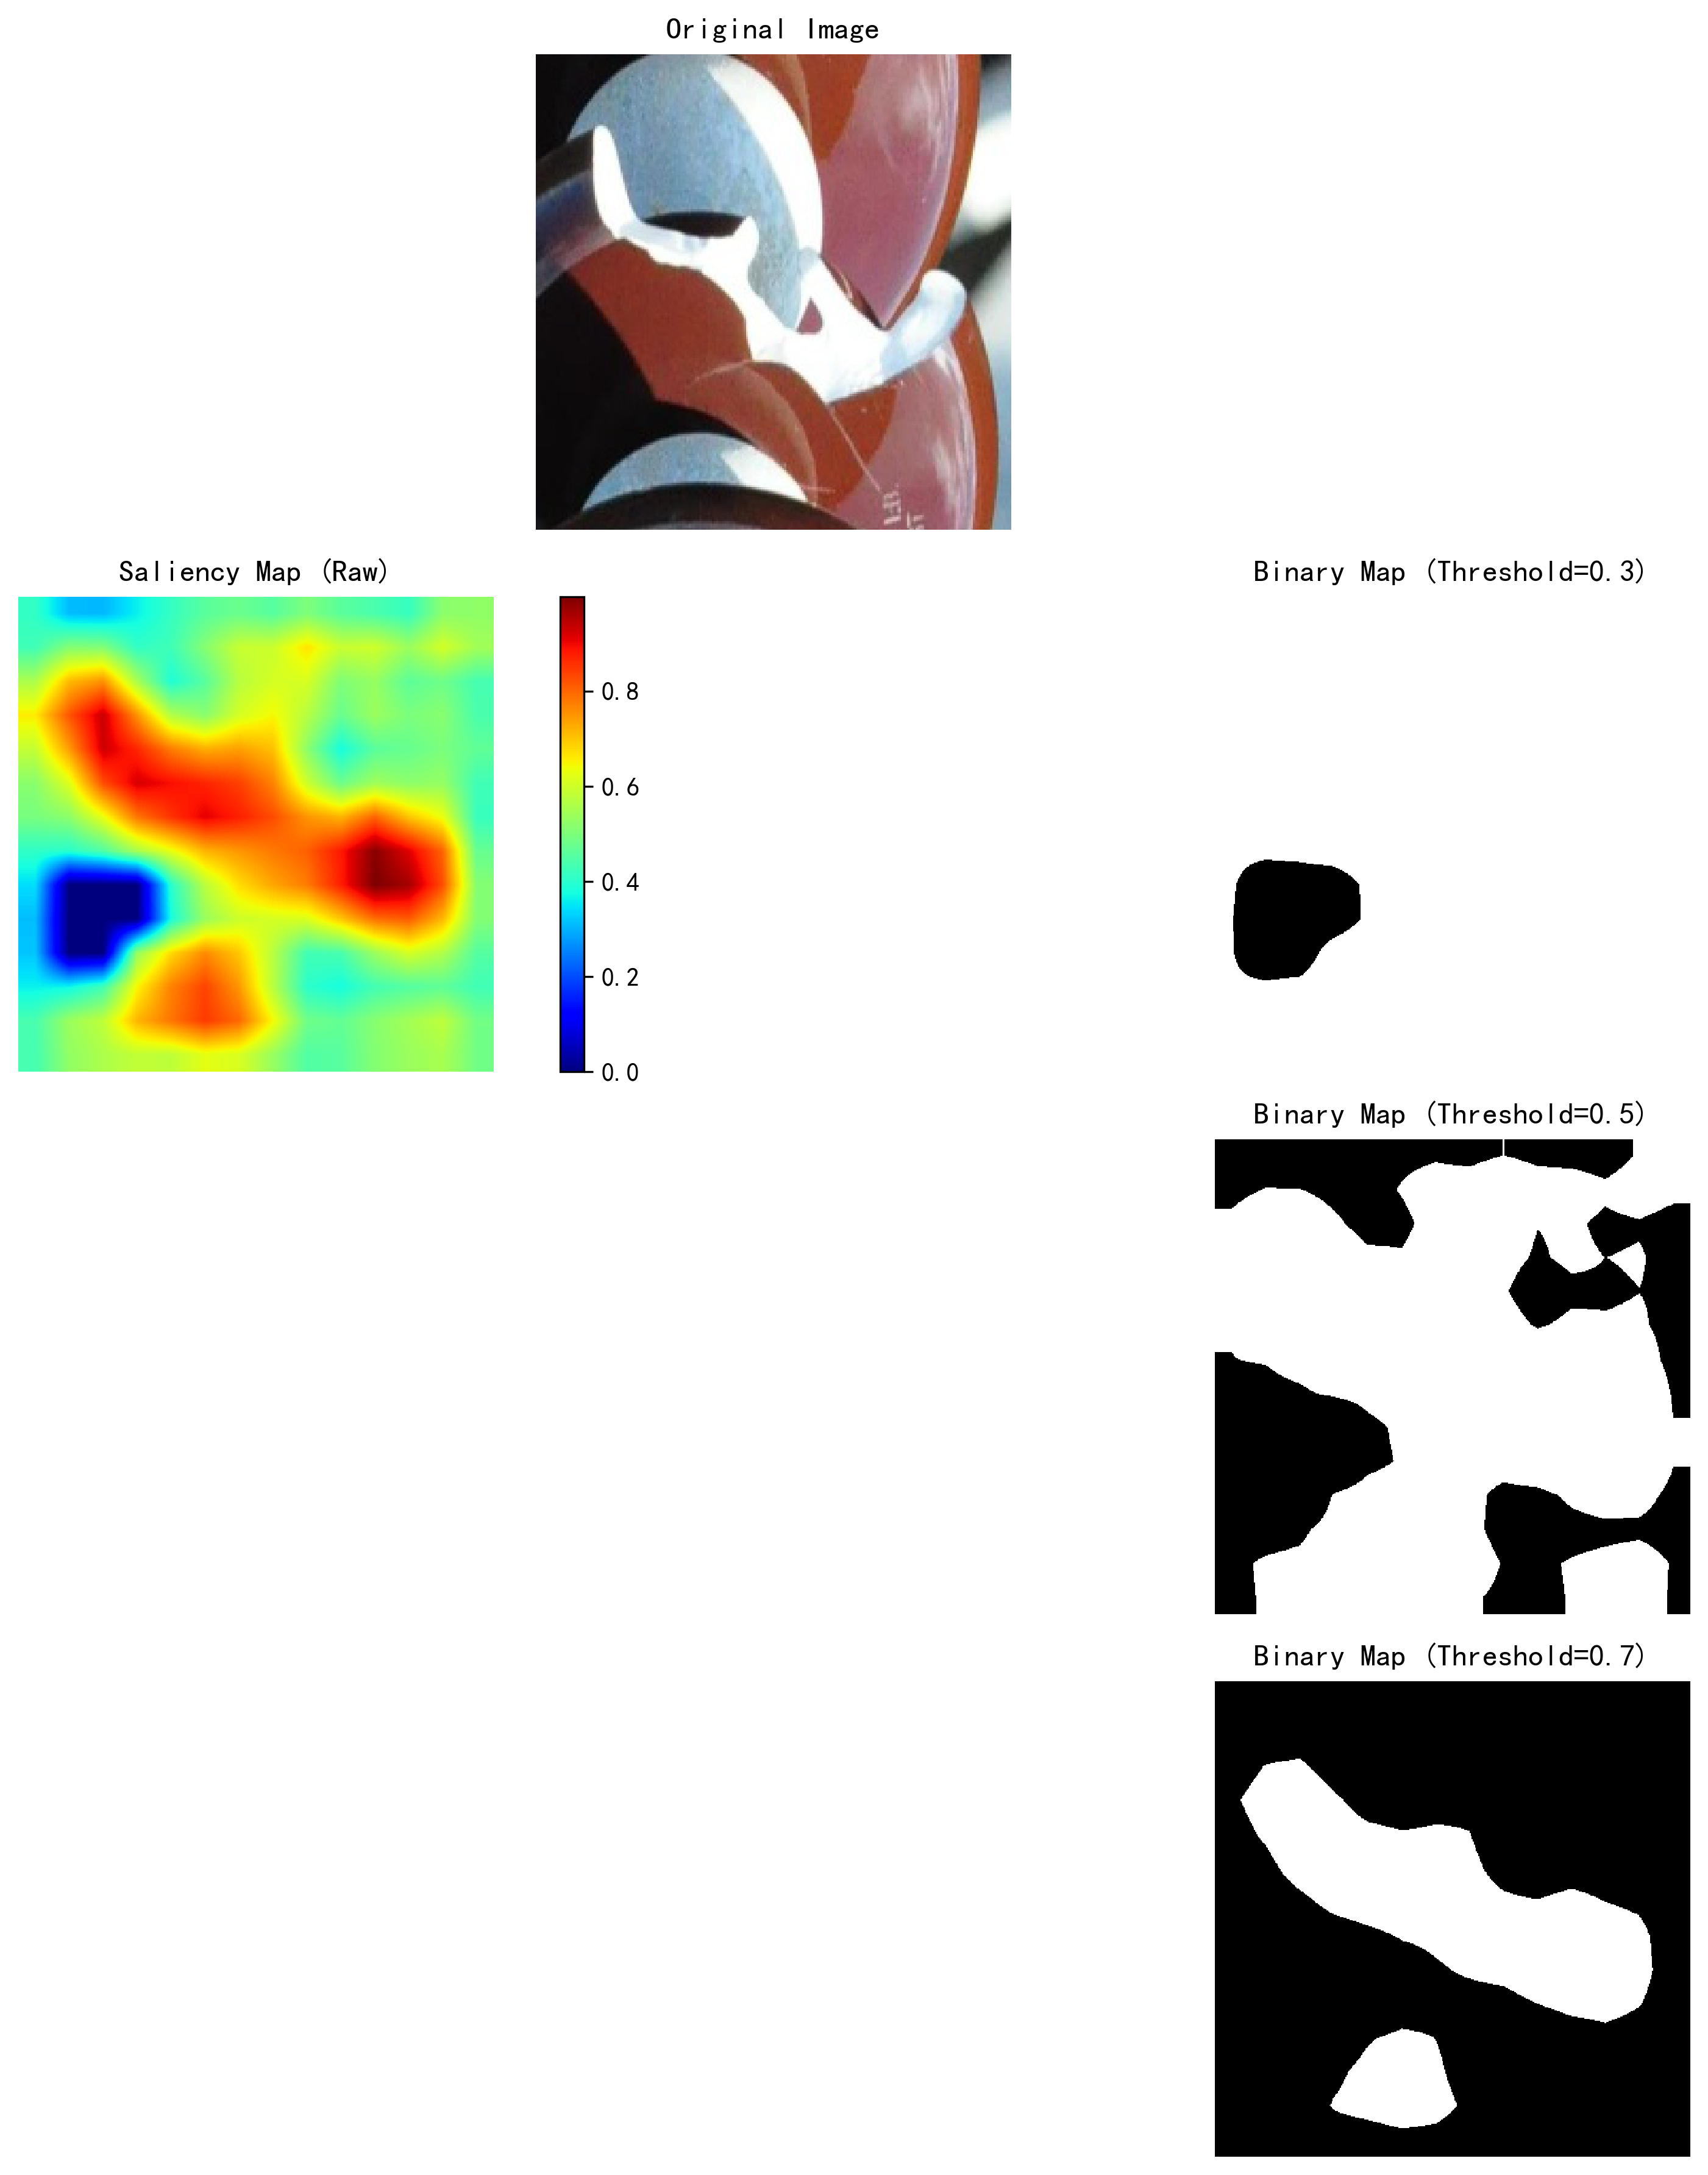 Original Image
Saliency Map (Raw)
Binary Map (Threshold=0.3)
0.8
0.6
0.4
0.2
0.0
Binary Map (Threshold=0.5)
Binary Map (Threshold=0.7)